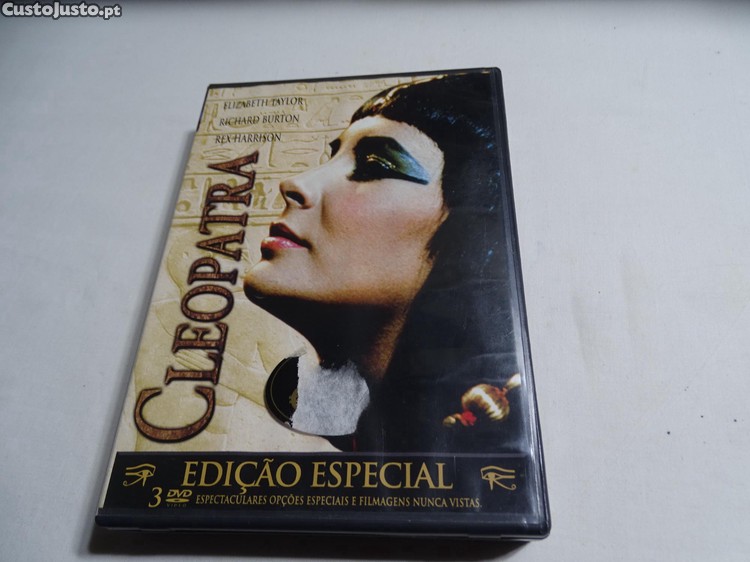 CustoJusto.pt
ELIZABETH TAYLOR
RICHARD BURTON
REX HARRISON
CLEOPATRA
EDIÇÃO ESPECIAL
3 DVD VIDEO ESPECTACULARES OPÇÕES ESPECIAIS E FILMAGENS NUNCA VISTAS.